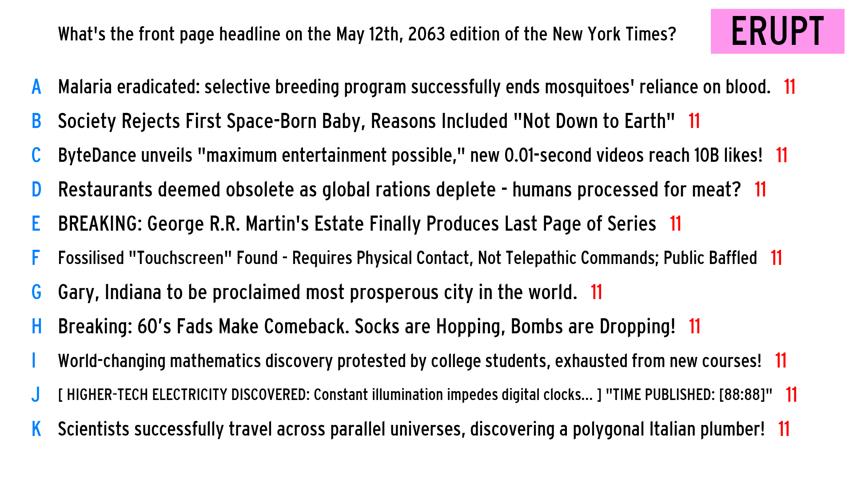 What's the front page headline on the May 12th, 2063 edition of the New York Times?
ERUPT
A Malaria eradicated: selective breeding program successfully ends mosquitoes' reliance on blood. 11
B Society Rejects First Space-Born Baby, Reasons Included "Not Down to Earth" 11
C ByteDance unveils "maximum entertainment possible," new 0.01-second videos reach 10B likes! 11
D Restaurants deemed obsolete as global rations deplete - humans processed for meat? 11
E BREAKING: George R.R. Martin's Estate Finally Produces Last Page of Series 11
F Fossilised "Touchscreen" Found - Requires Physical Contact, Not Telepathic Commands; Public Baffled 11
G Gary, Indiana to be proclaimed most prosperous city in the world. 11
H Breaking: 60’s Fads Make Comeback. Socks are Hopping, Bombs are Dropping! 11
I World-changing mathematics discovery protested by college students, exhausted from new courses! 11
J [ HIGHER-TECH ELECTRICITY DISCOVERED: Constant illumination impedes digital clocks... ] "TIME PUBLISHED: [88:88]" 11
K Scientists successfully travel across parallel universes, discovering a polygonal Italian plumber! 11